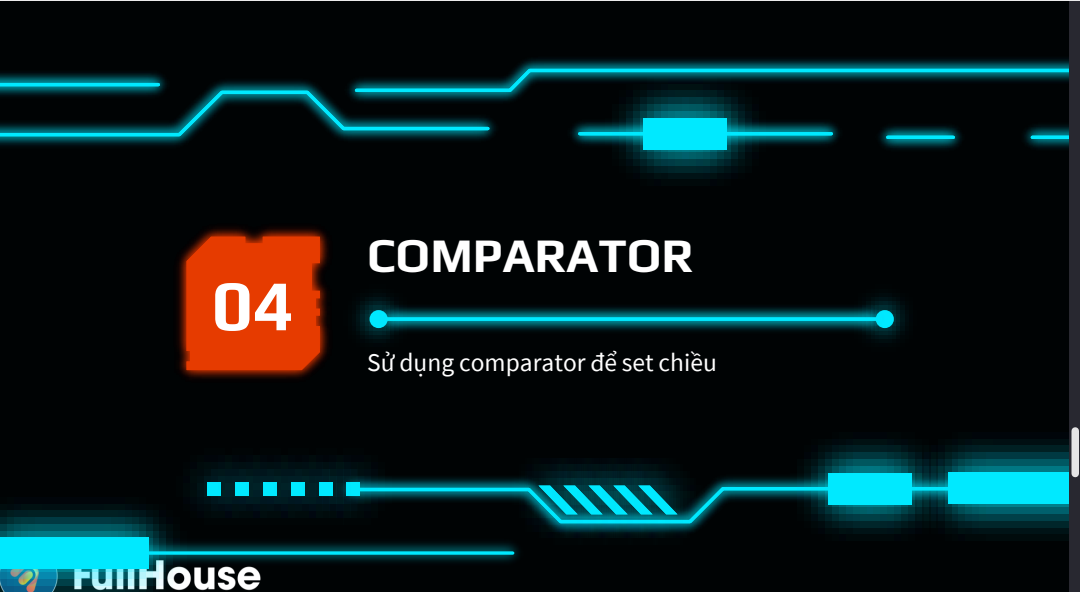 COMPARATOR
04
Sử dụng comparator để set chiều
FullHouse